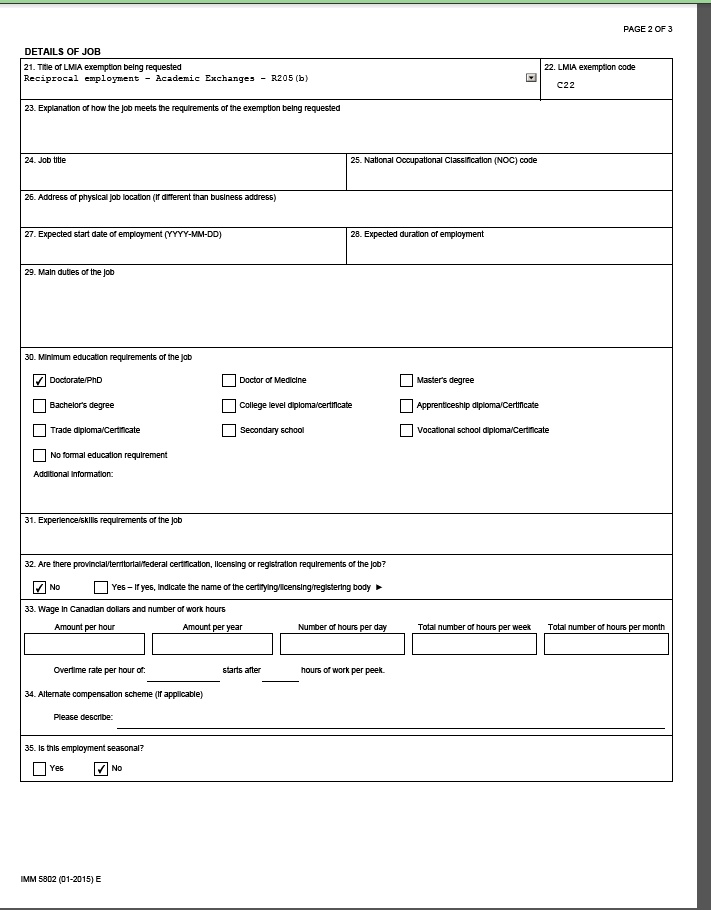 PAGE 2 OF 3
DETAILS OF JOB
21. Title of LMIA exemption being requested
Reciprocal employment – Academic Exchanges – R205(b)
22. LMIA exemption code
C22
23. Explanation of how the job meets the requirements of the exemption being requested
24. Job title
25. National Occupational Classification (NOC) code
26. Address of physical job location (if different than business address)
27. Expected start date of employment (YYYY-MM-DD)
28. Expected duration of employment
29. Main duties of the job
30. Minimum education requirements of the job
Doctorate/PhD
Doctor of Medicine
Master's degree
Bachelor's degree
College level diploma/certificate
Apprenticeship diploma/Certificate
Trade diploma/Certificate
Secondary school
Vocational school diploma/Certificate
No formal education requirement
Additional information:
31. Experience/skills requirements of the job
32. Are there provincial/territorial/federal certification, licensing or registration requirements of the job?
No
Yes – if yes, indicate the name of the certifying/licensing/registering body ►
33. Wage in Canadian dollars and number of work hours
Amount per hour
Amount per year
Number of hours per day
Total number of hours per week
Total number of hours per month
Overtime rate per hour of: starts after hours of work per peek.
34. Alternate compensation scheme (if applicable)
Please describe:
35. Is this employment seasonal?
Yes
No
IMM 5802 (01-2015) E